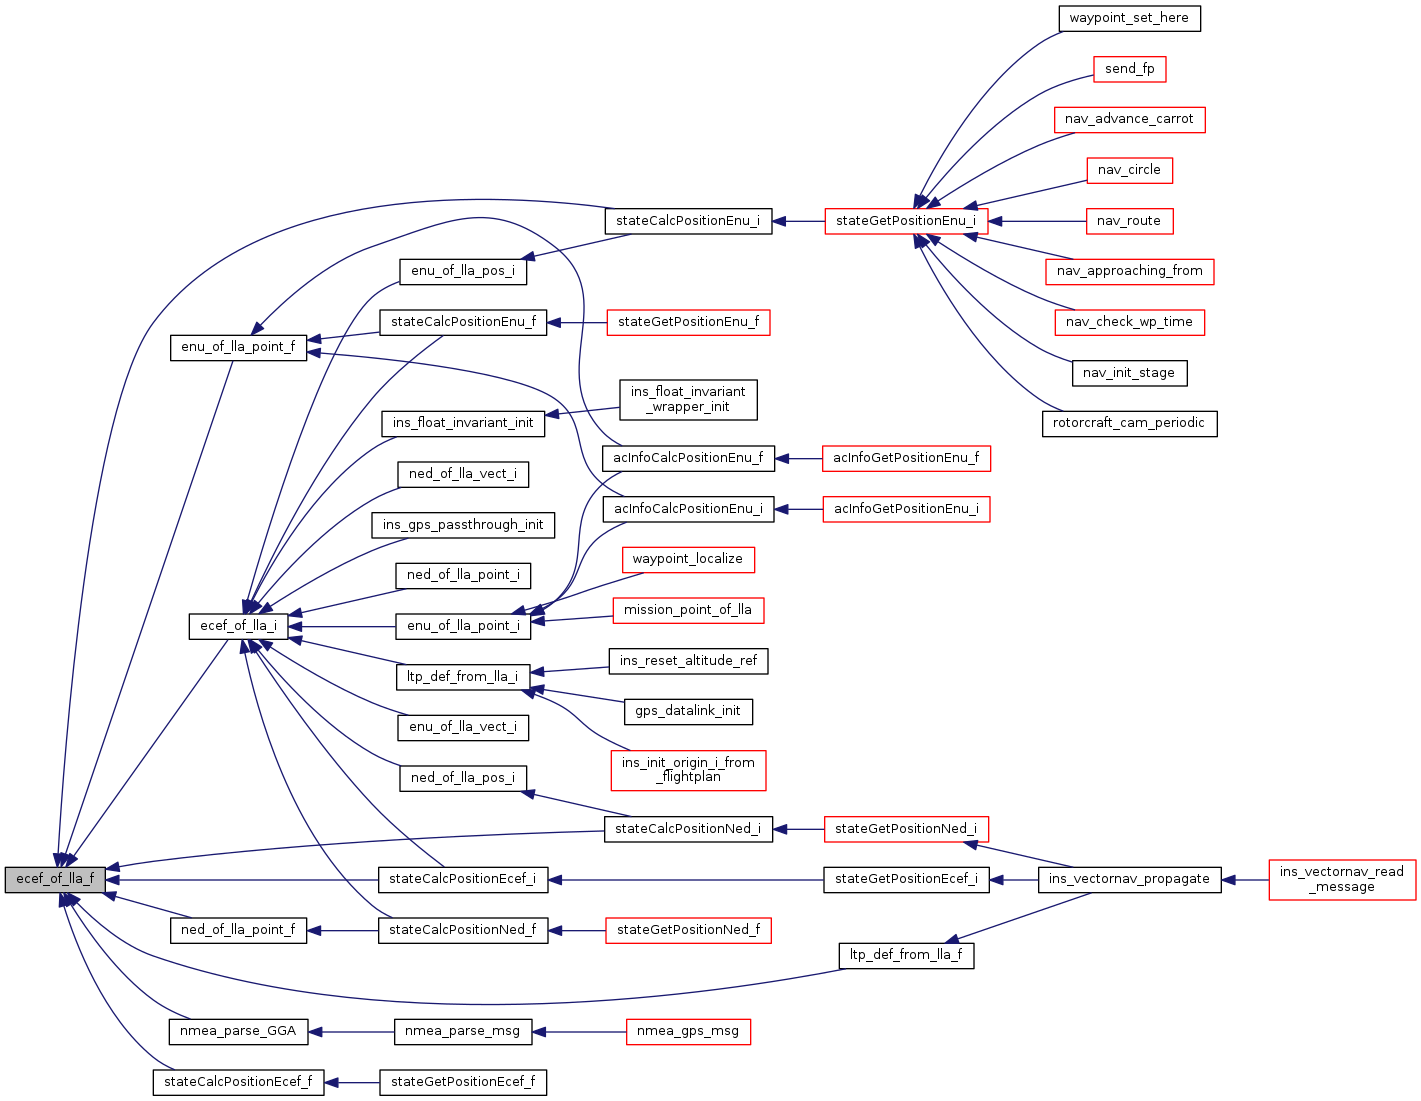 waypoint_set_here
send_fp
nav_advance_carrot
nav_circle
stateCalcPositionEnu_i
stateGetPositionEnu_i
nav_route
enu_of_lla_pos_i
nav_approaching_from
stateCalcPositionEnu_f
stateGetPositionEnu_f
nav_check_wp_time
enu_of_lla_point_f
nav_init_stage
ins_float_invariant
_wrapper_init
ins_float_invariant_init
rotorcraft_cam_periodic
acInfoCalcPositionEnu_f
acInfoGetPositionEnu_f
ned_of_lla_vect_i
acInfoCalcPositionEnu_i
acInfoGetPositionEnu_i
ins_gps_passthrough_init
waypoint_localize
ned_of_lla_point_i
mission_point_of_lla
ecef_of_lla_i
enu_of_lla_point_i
ins_reset_altitude_ref
ltp_def_from_lla_i
gps_datalink_init
enu_of_lla_vect_i
ins_init_origin_i_from
_flightplan
ned_of_lla_pos_i
stateCalcPositionNed_i
stateGetPositionNed_i
ecef_of_lla_f
stateCalcPositionEcef_i
stateGetPositionEcef_i
ins_vectornav_propagate
ins_vectornav_read
_message
ned_of_lla_point_f
stateCalcPositionNed_f
stateGetPositionNed_f
ltp_def_from_lla_f
nmea_parse_GGA
nmea_parse_msg
nmea_gps_msg
stateCalcPositionEcef_f
stateGetPositionEcef_f